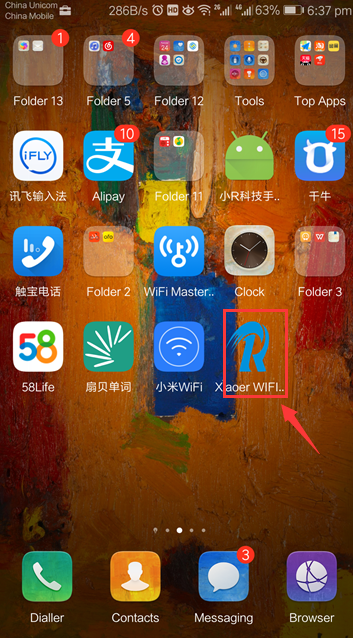 China Unicom
China Mobile
286B/s HD 26 46 63% 6:37 pm
1
4
24
Folder 13
Folder 5
Folder 12
Tools
Top Apps
iFLY
10
15
讯飞输入法
Alipay
Folder 11
小R科技手..
千牛
ofo
触宝电话
Folder 2
WiFi Master..
Clock
Folder 3
58
58Life
扇贝单词
小米WiFi
R
Xiaoer WIFI..
3
Dialler
Contacts
Messaging
Browser